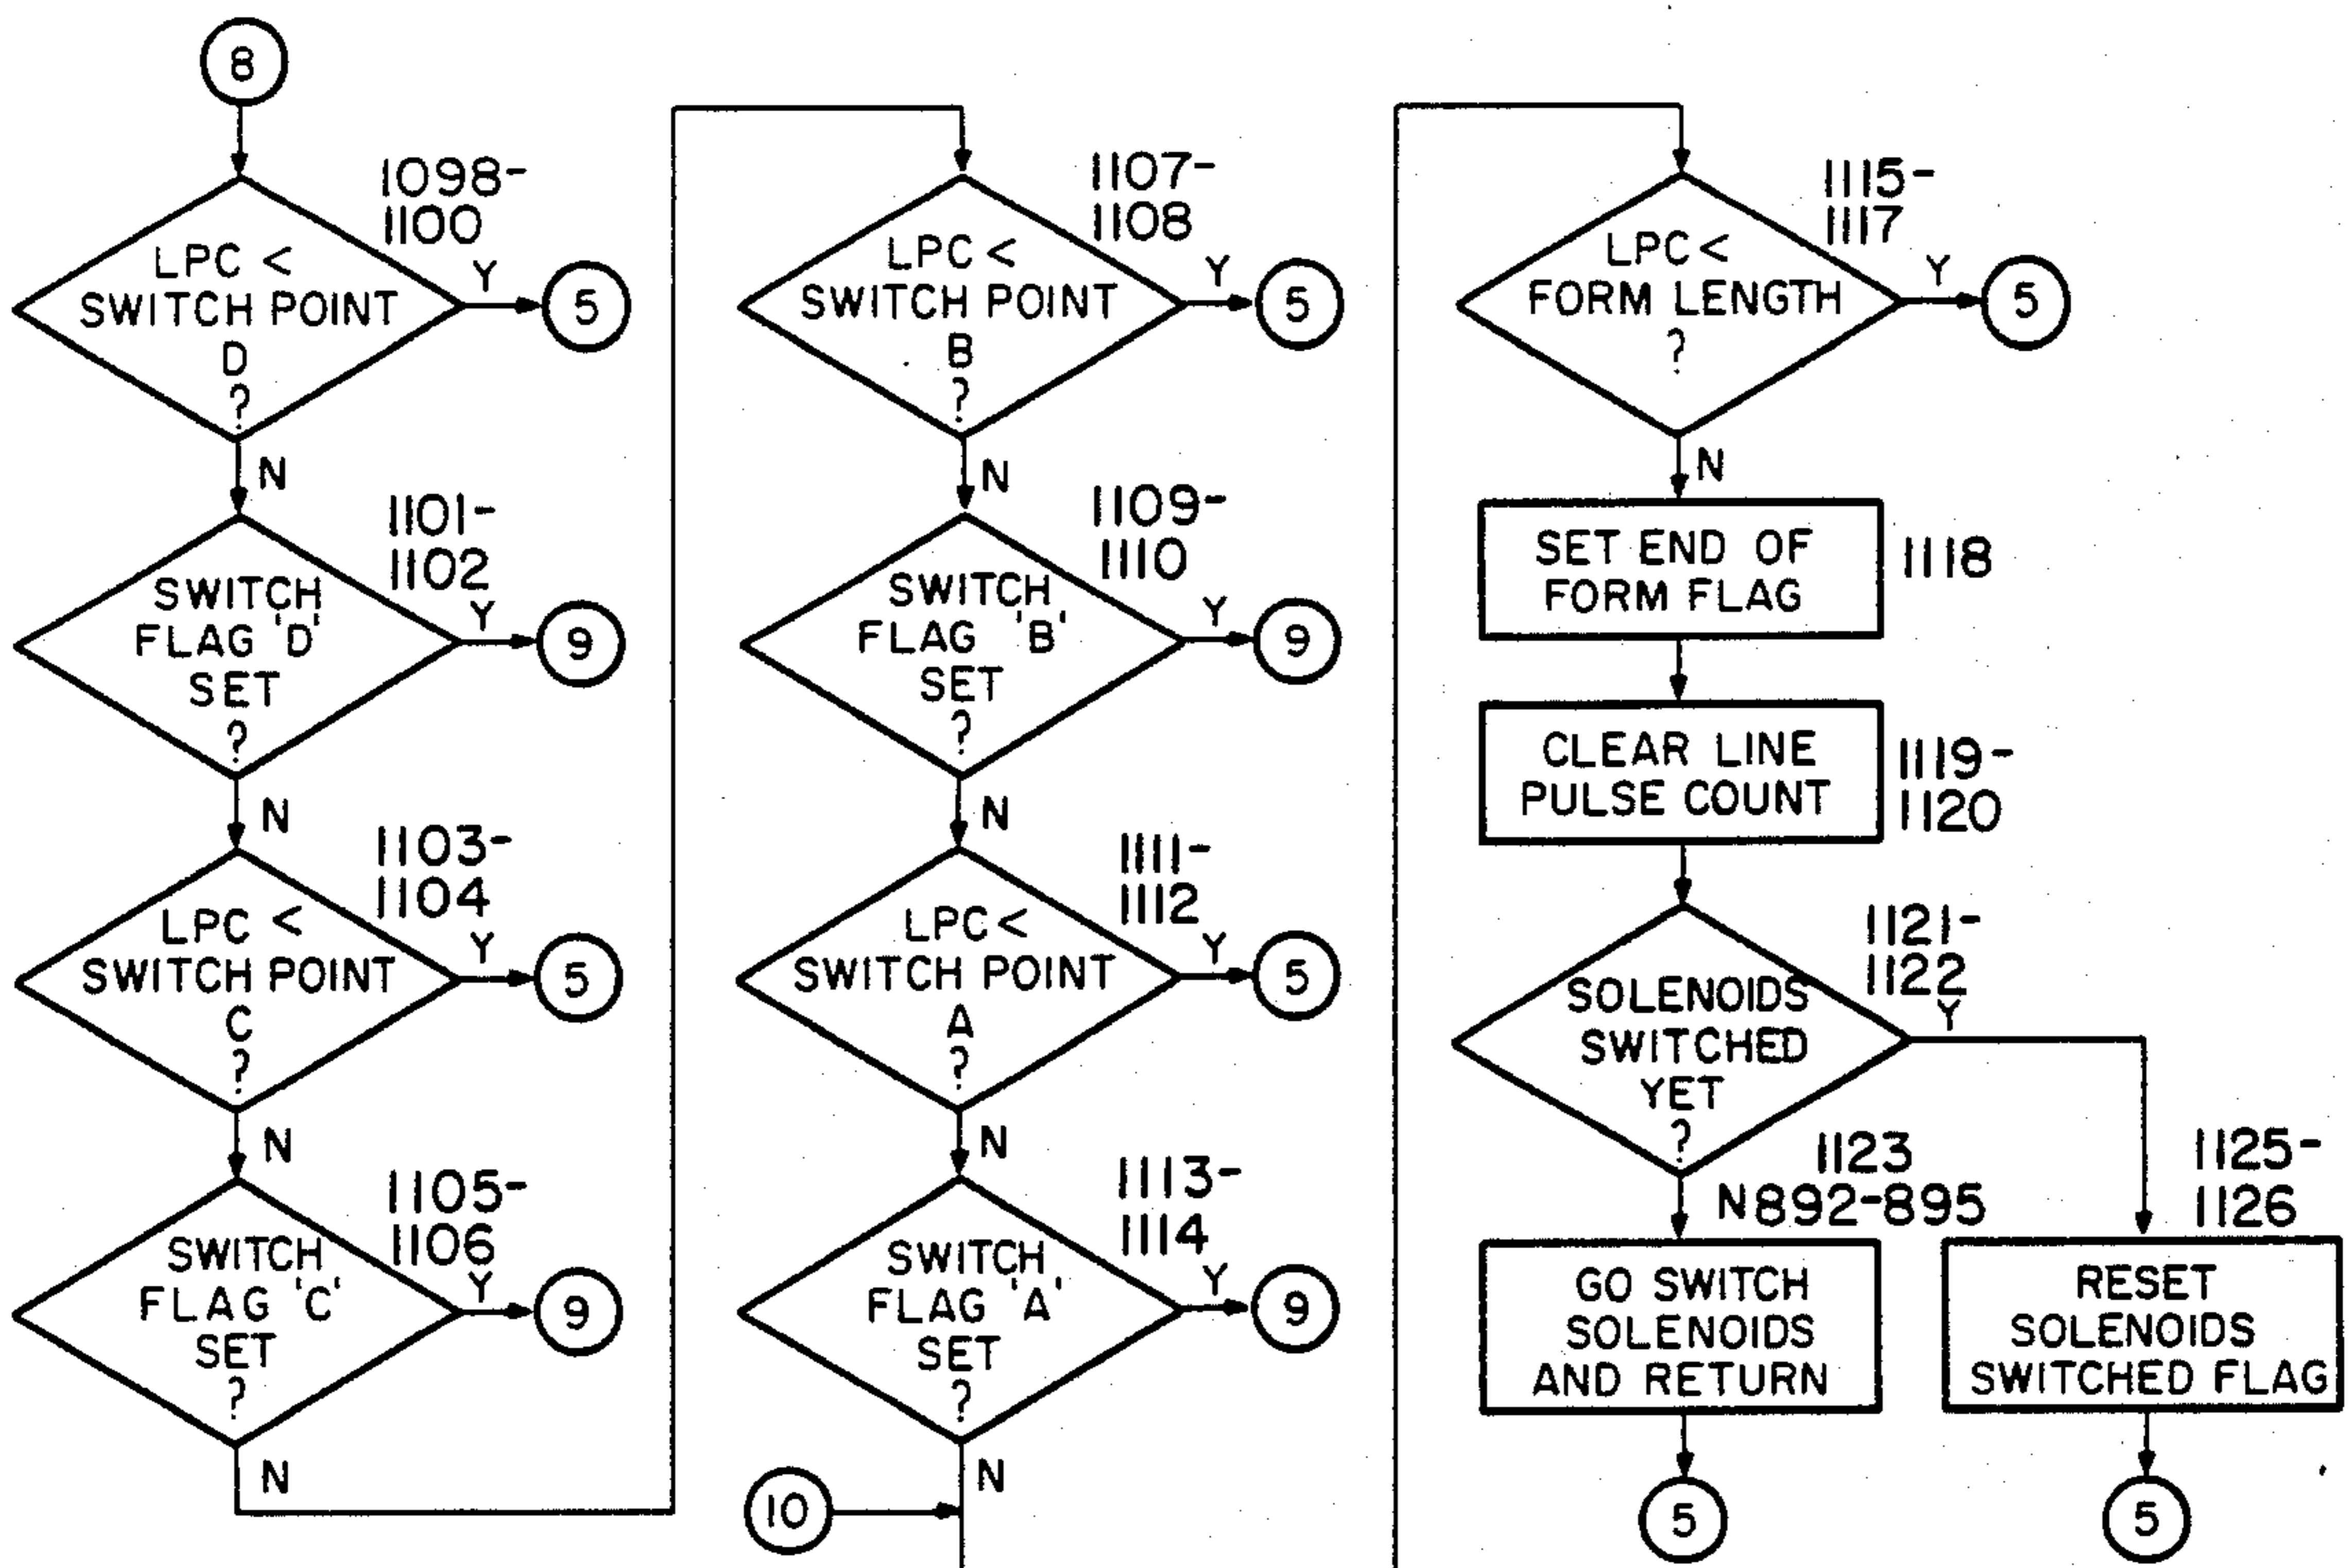 8
1098-
1100
LPC <
SWITCH POINT
D
?
Y
5
N
1101-
1102
SWITCH
FLAG 'D'
SET
?
Y
9
N
1103-
1104
LPC <
SWITCH POINT
C
?
Y
5
N
1105-
1106
SWITCH
FLAG 'C'
SET
?
Y
9
N
1107-
1108
LPC <
SWITCH POINT
B
?
Y
5
N
1109-
1110
SWITCH
FLAG 'B'
SET
?
Y
9
N
1111-
1112
LPC <
SWITCH POINT
A
?
Y
5
N
1113-
1114
SWITCH
FLAG 'A'
SET
?
Y
9
N
10
1115-
1117
LPC <
FORM LENGTH
?
Y
5
N
SET END OF
FORM FLAG
1118
CLEAR LINE
PULSE COUNT
1119-
1120
1121-
1122
SOLENOIDS
SWITCHED
YET
?
Y
1123
N 892-895
GO SWITCH
SOLENOIDS
AND RETURN
5
1125-
1126
RESET
SOLENOIDS
SWITCHED FLAG
5